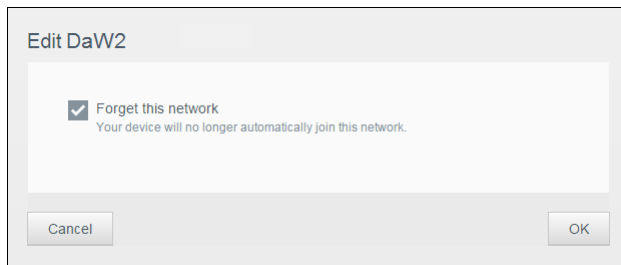 Edit DaW2
Forget this network
Your device will no longer automatically join this network.
Cancel
OK